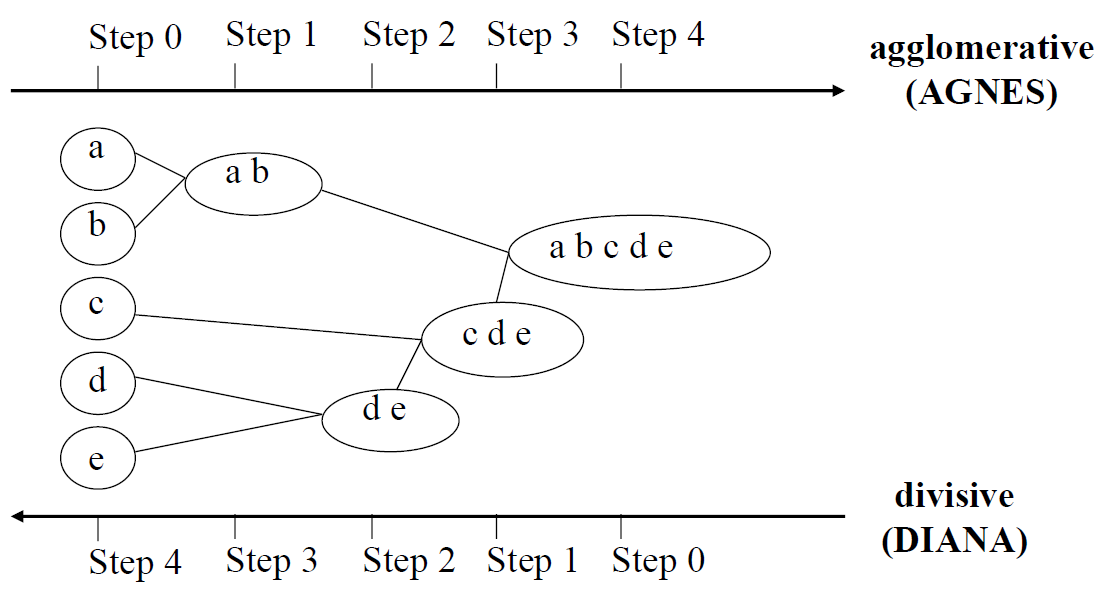 Step 0 Step 1 Step 2 Step 3 Step 4
agglomerative
(AGNES)
a
a b
b
a b c d e
c
c d e
d
d e
e
divisive
(DIANA)
Step 4 Step 3 Step 2 Step 1 Step 0